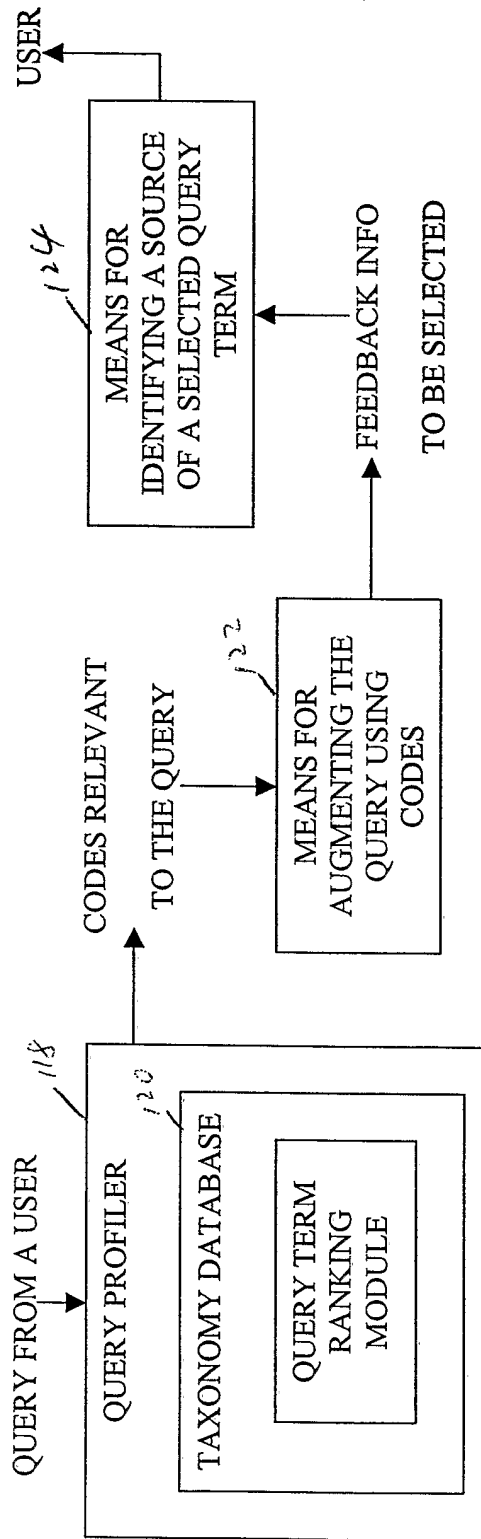 QUERY FROM A USER
118
QUERY PROFILER
120
TAXONOMY DATABASE
QUERY TERM
RANKING
MODULE
CODES RELEVANT
TO THE QUERY
122
MEANS FOR
AUGMENTING THE
QUERY USING
CODES
FEEDBACK INFO
TO BE SELECTED
124
MEANS FOR
IDENTIFYING A SOURCE
OF A SELECTED QUERY
TERM
USER